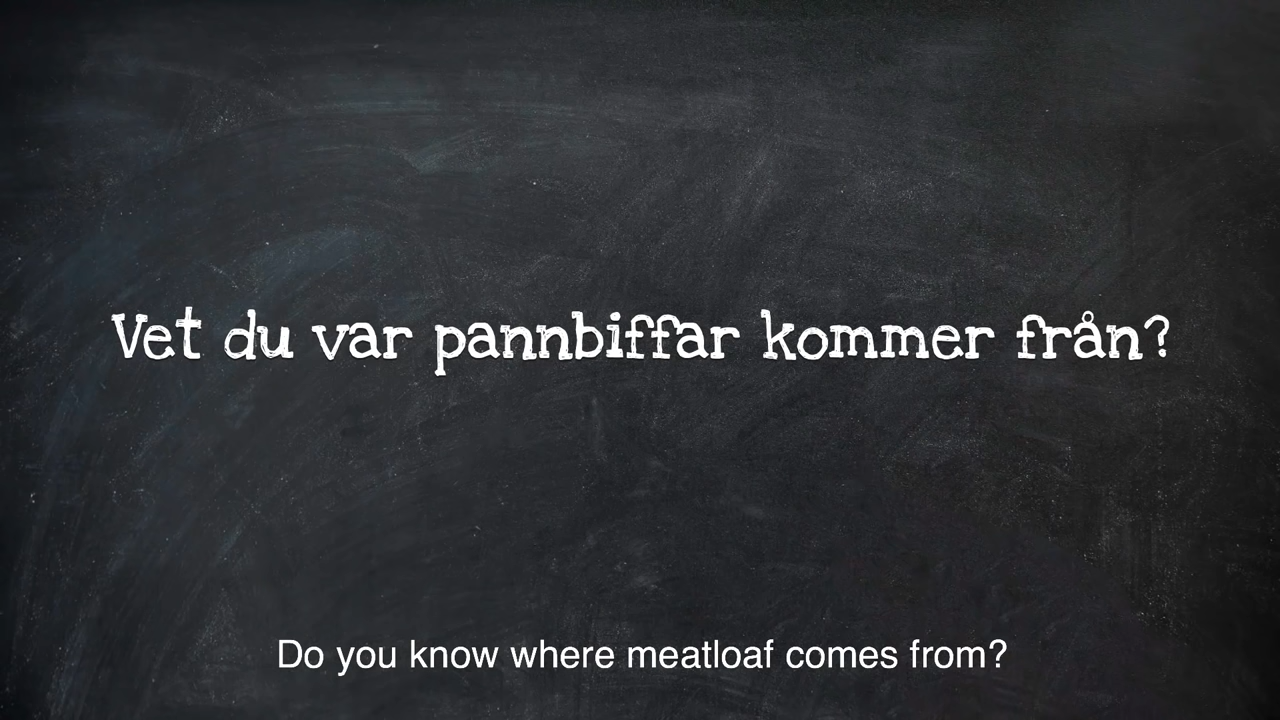 Vet du var pannbiffar kommer från?
Do you know where meatloaf comes from?